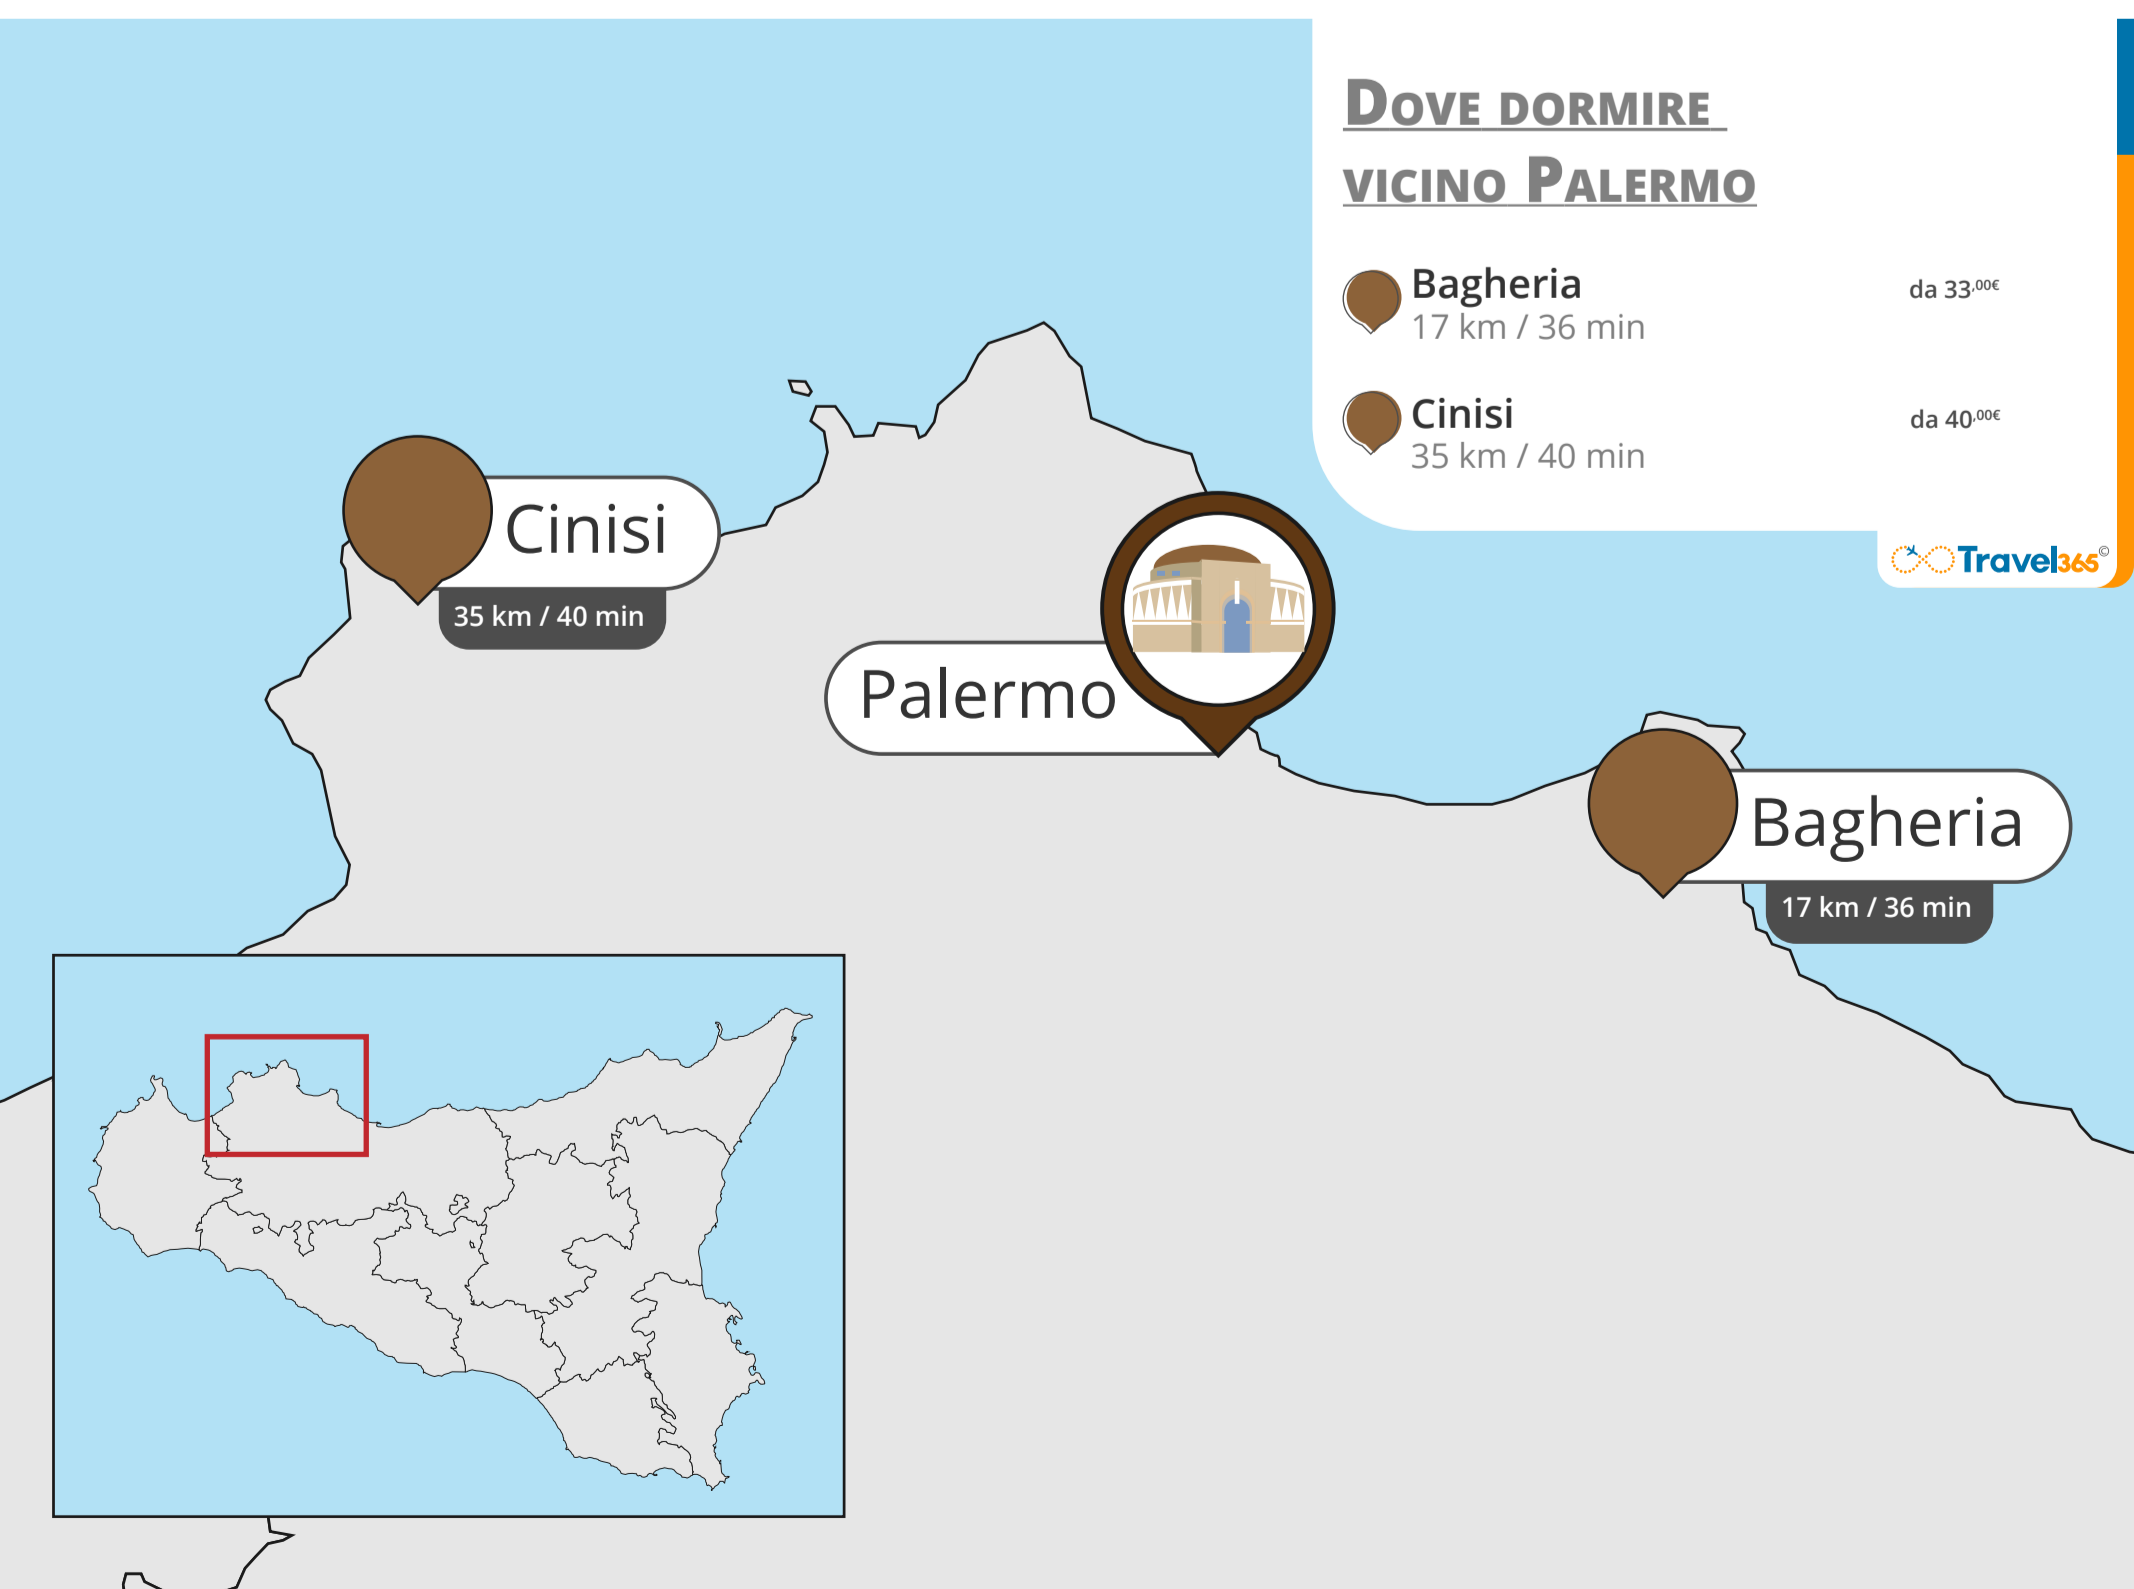 Dove dormire
vicino Palermo
Bagheria
da 33,00€
17 km / 36 min
Cinisi
da 40,00€
35 km / 40 min
Travel365©
Cinisi
35 km / 40 min
Palermo
Bagheria
17 km / 36 min